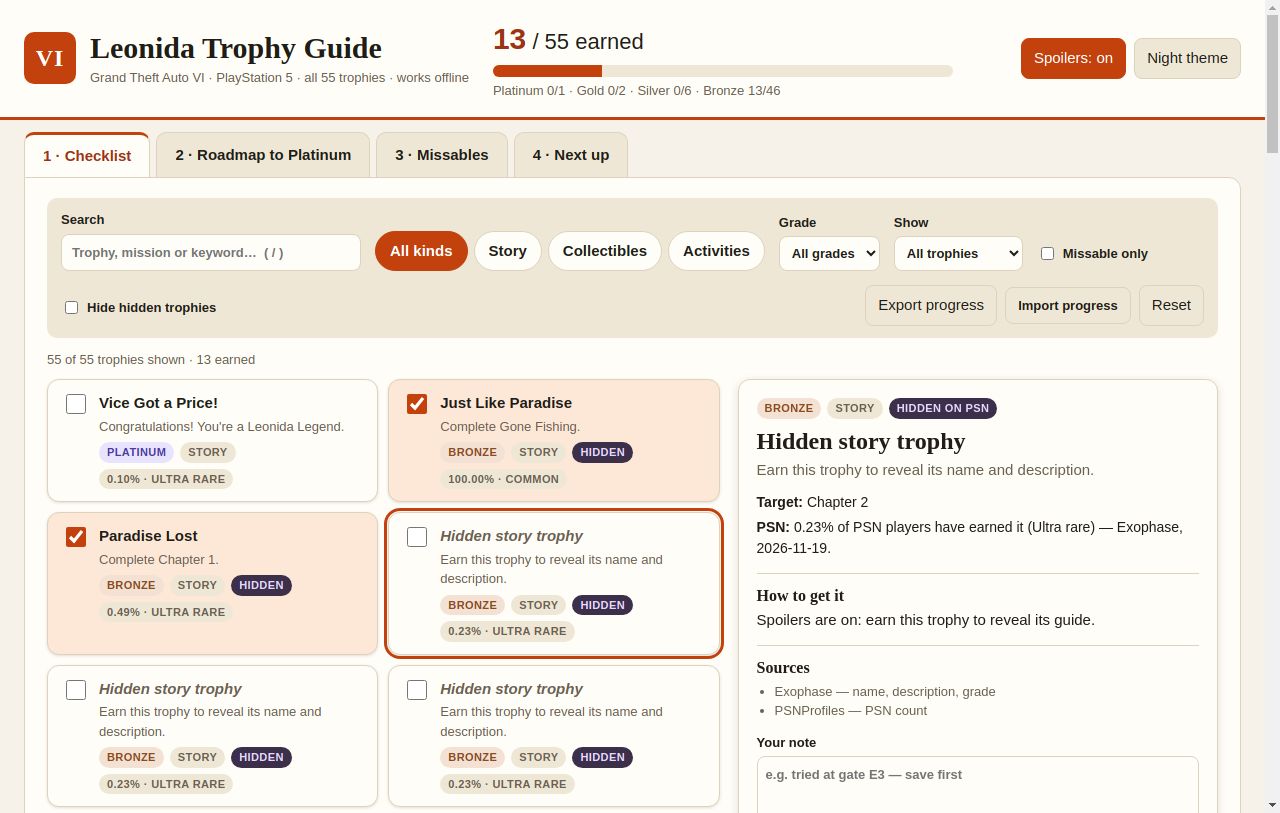 VI
Leonida Trophy Guide
Grand Theft Auto VI · PlayStation 5 · all 55 trophies · works offline
13 / 55 earned
Platinum 0/1 · Gold 0/2 · Silver 0/6 · Bronze 13/46
Spoilers: on
Night theme
1 · Checklist
2 · Roadmap to Platinum
3 · Missables
4 · Next up
Search
Trophy, mission or keyword… ( / )
All kinds
Story
Collectibles
Activities
Grade
All grades
Show
All trophies
Missable only
Hide hidden trophies
Export progress
Import progress
Reset
55 of 55 trophies shown · 13 earned
Vice Got a Price!
Congratulations! You're a Leonida Legend.
PLATINUM STORY
0.10% · ULTRA RARE
Just Like Paradise
Complete Gone Fishing.
BRONZE STORY HIDDEN
100.00% · COMMON
Paradise Lost
Complete Chapter 1.
BRONZE STORY HIDDEN
0.49% · ULTRA RARE
Hidden story trophy
Earn this trophy to reveal its name and
description.
BRONZE STORY HIDDEN
0.23% · ULTRA RARE
Hidden story trophy
Earn this trophy to reveal its name and
description.
BRONZE STORY HIDDEN
0.23% · ULTRA RARE
Hidden story trophy
Earn this trophy to reveal its name and
description.
BRONZE STORY HIDDEN
0.23% · ULTRA RARE
BRONZE STORY HIDDEN ON PSN
Hidden story trophy
Earn this trophy to reveal its name and description.
Target: Chapter 2
PSN: 0.23% of PSN players have earned it (Ultra rare) — Exophase,
2026-11-19.
How to get it
Spoilers are on: earn this trophy to reveal its guide.
Sources
• Exophase — name, description, grade
• PSNProfiles — PSN count
Your note
e.g. tried at gate E3 — save first